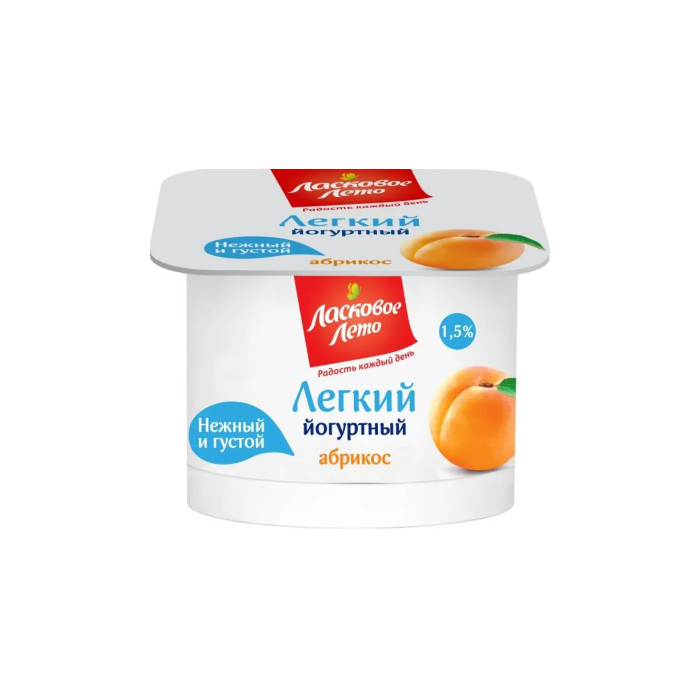 Ласковое
Лето
Радость каждый день
Легкий
йогуртный
Нежный
и густой
абрикос
Ласковое
Лето
Радость каждый день
1,5%
Легкий
йогуртный
Нежный
и густой
абрикос